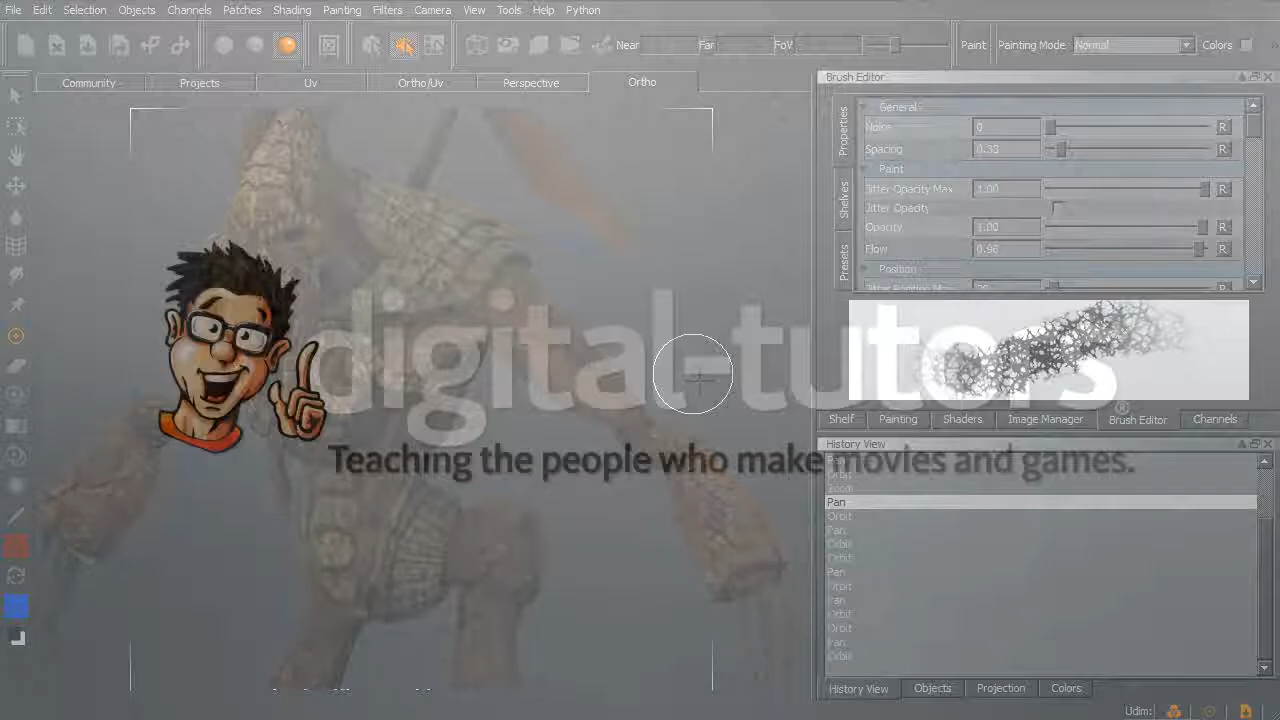 File Edit Selection Objects Channels Patches Shading Painting Filters Camera View Tools Help Python
Near Far FoV Paint Painting Mode Normal Colors
Community Projects Uv Ortho/Uv Perspective Ortho
Brush Editor
Properties
Shelves
Presets
General
Noise 0 R
Spacing 0.33 R
Paint
Jitter Opacity Max 1.00 R
Jitter Opacity
Opacity 1.00 R
Flow 0.96 R
Position
digital-tutors®
Teaching the people who make movies and games.
Shelf Painting Shaders Image Manager Brush Editor Channels
History View
Pan
Orbit
Zoom
Pan
Orbit
Pan
Orbit
Orbit
Pan
Orbit
Pan
Orbit
Orbit
Pan
Orbit
History View Objects Projection Colors
Udim: